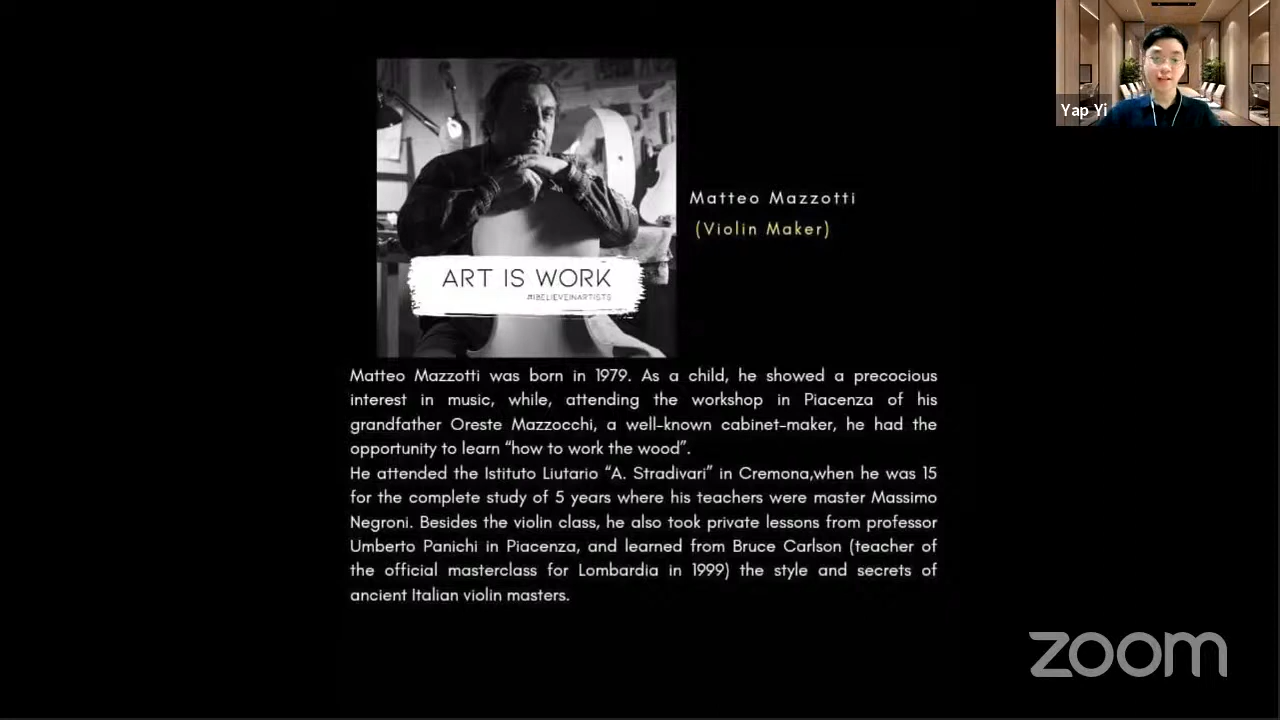 Yap Yi
Matteo Mazzotti
(Violin Maker)
ART IS WORK
#IBELIEVEINARTISTS
Matteo Mazzotti was born in 1979. As a child, he showed a precocious
interest in music, while, attending the workshop in Piacenza of his
grandfather Oreste Mazzocchi, a well-known cabinet-maker, he had the
opportunity to learn “how to work the wood”.
He attended the Istituto Liutario “A. Stradivari” in Cremona,when he was 15
for the complete study of 5 years where his teachers were master Massimo
Negroni. Besides the violin class, he also took private lessons from professor
Umberto Panichi in Piacenza, and learned from Bruce Carlson (teacher of
the official masterclass for Lombardia in 1999) the style and secrets of
ancient Italian violin masters.
zoom